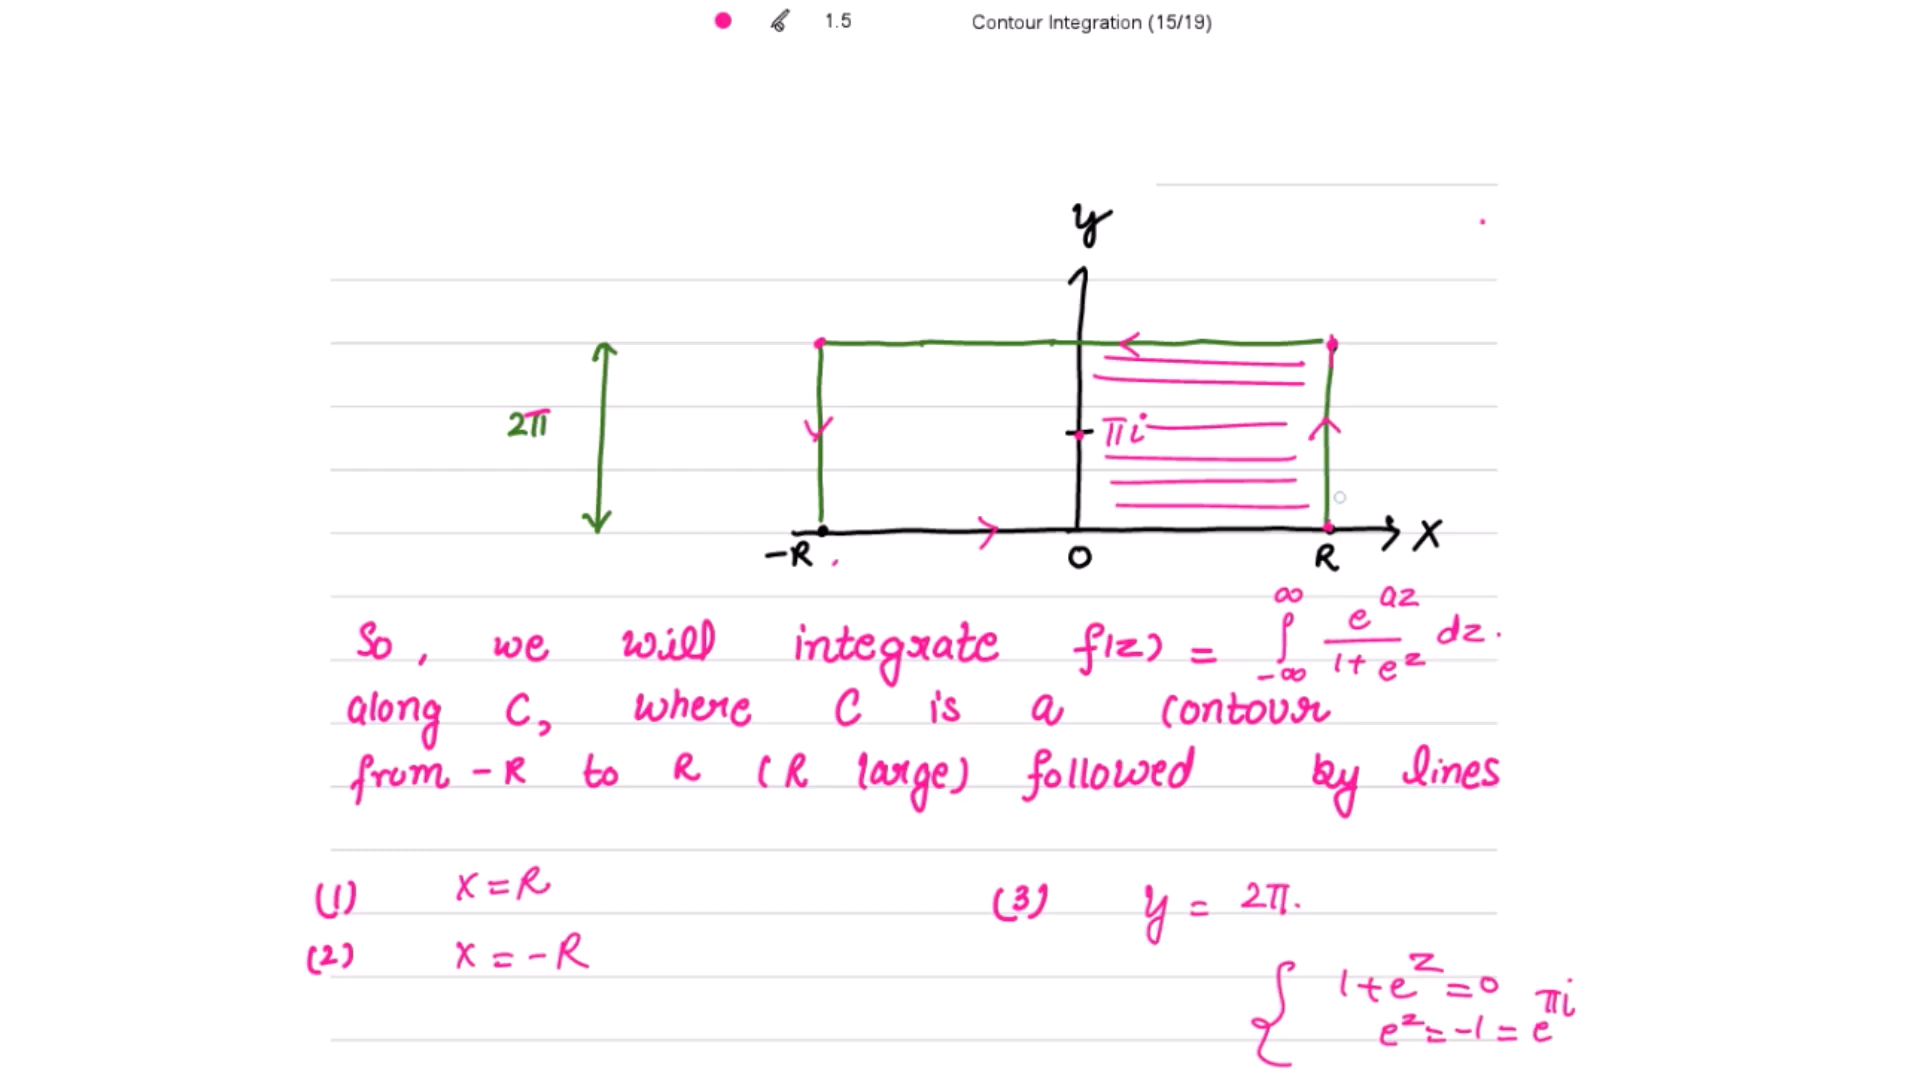 1.5 Contour Integration (15/19)
y
2π
πi
-R O R X
So, we will integrate f(z) = ∫_{-∞}^{∞} e^{az}/(1+e^z) dz.
along C, where C is a contour
from -R to R (R large) followed by lines
(1) x=R
(2) x=-R
(3) y = 2π.
{ 1+e^z=0
e^z=-1=e^{πi}